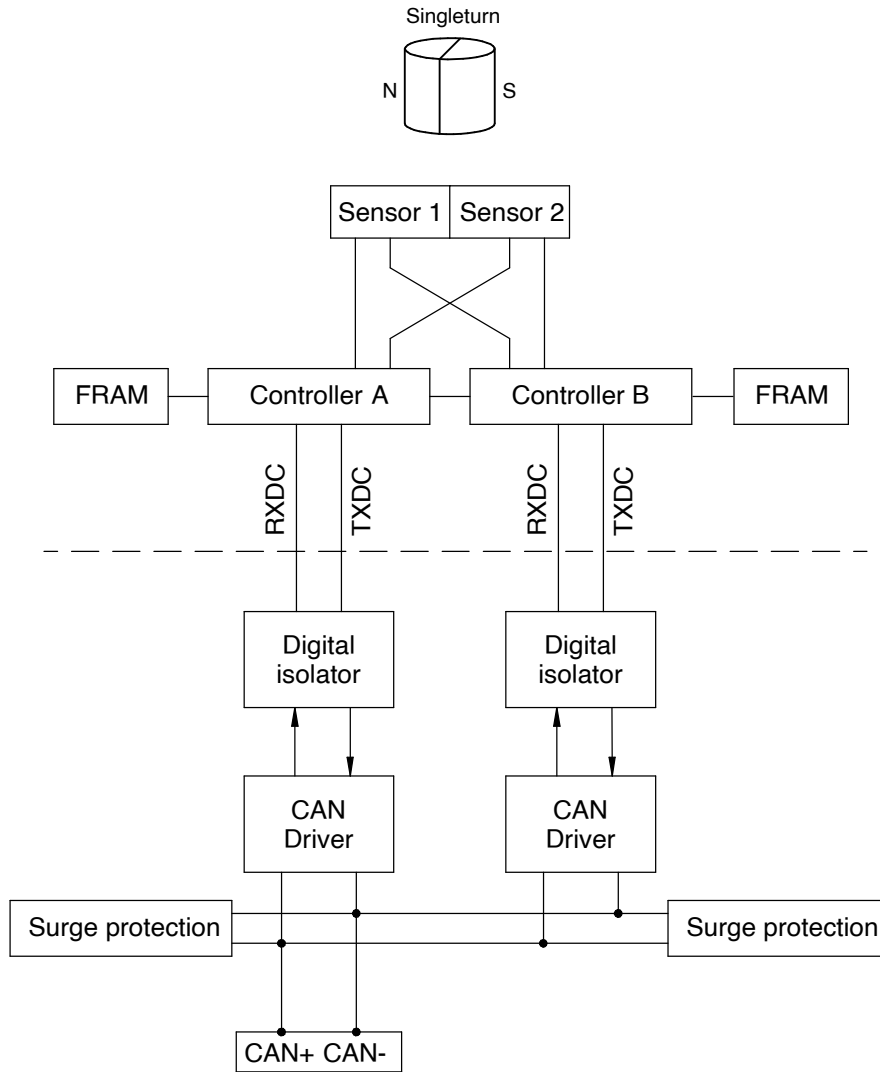 Singleturn
N S
Sensor 1 Sensor 2
FRAM Controller A Controller B FRAM
RXDC TXDC RXDC TXDC
Digital isolator Digital isolator
CAN Driver CAN Driver
Surge protection Surge protection
CAN+ CAN-